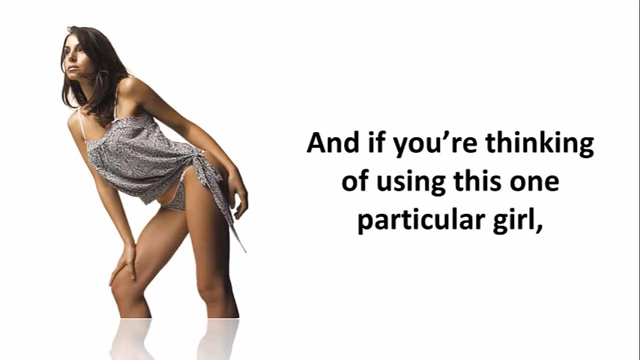 And if you’re thinking
of using this one
particular girl,